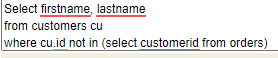 Select firstname, lastname
from customers cu
where cu.id not in (select customerid from orders)